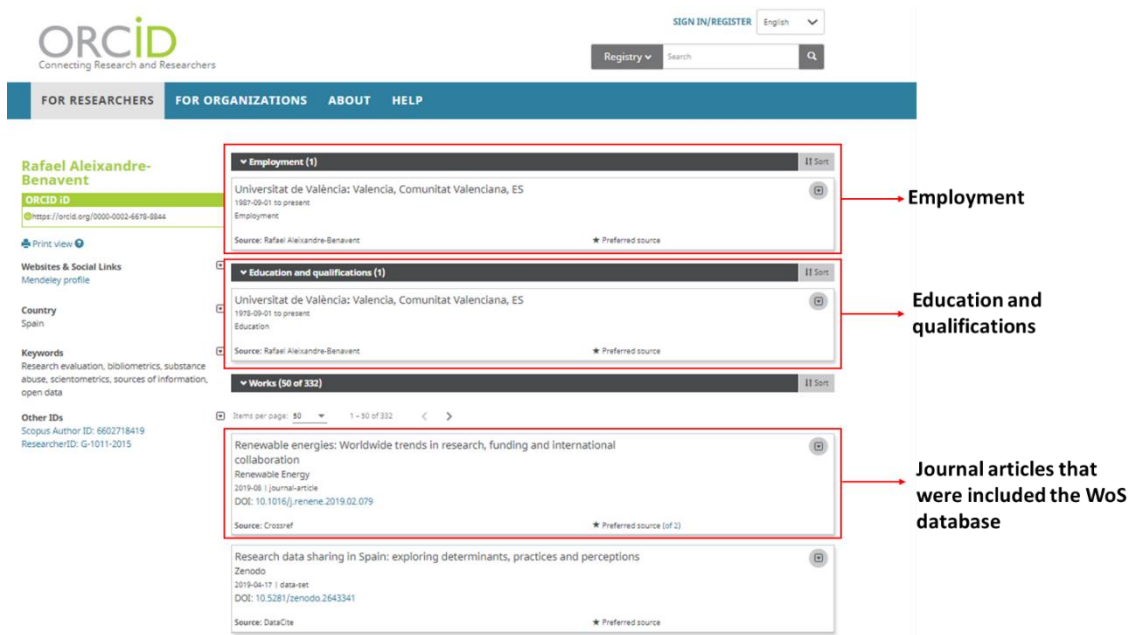 SIGN IN/REGISTER English
ORCID
Connecting Research and Researchers
Registry Search
FOR RESEARCHERS FOR ORGANIZATIONS ABOUT HELP
Rafael Aleixandre-
Benavent
ORCID iD
https://orcid.org/0000-0002-6678-8844
Print view
Websites & Social Links
Mendeley profile
Country
Spain
Keywords
Research evaluation, bibliometrics, substance
abuse, scientometrics, sources of information,
open data
Other IDs
Scopus Author ID: 6602718419
ResearcherID: G-1011-2015
Employment (1) Sort
Universitat de València: Valencia, Comunitat Valenciana, ES
1987-09-01 to present
Employment
Source: Rafael Aleixandre-Benavent Preferred source
Employment
Education and qualifications (1) Sort
Universitat de València: Valencia, Comunitat Valenciana, ES
1978-09-01 to present
Education
Source: Rafael Aleixandre-Benavent Preferred source
Education and
qualifications
Works (50 of 332) Sort
Items per page: 50 1 – 50 of 332
Renewable energies: Worldwide trends in research, funding and international
collaboration
Renewable Energy
2019-08 | journal-article
DOI: 10.1016/j.renene.2019.02.079
Source: Crossref Preferred source (of 2)
Journal articles that
were included the WoS
database
Research data sharing in Spain: exploring determinants, practices and perceptions
Zenodo
2019-04-17 | data-set
DOI: 10.5281/zenodo.2643341
Source: DataCite Preferred source